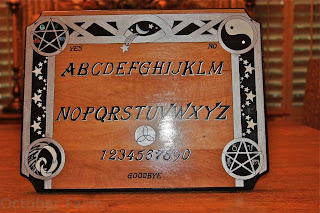 YES NO
ABCDEFGHIJKLM
NOPQRSTUVWXYZ
1234567890
GOODBYE